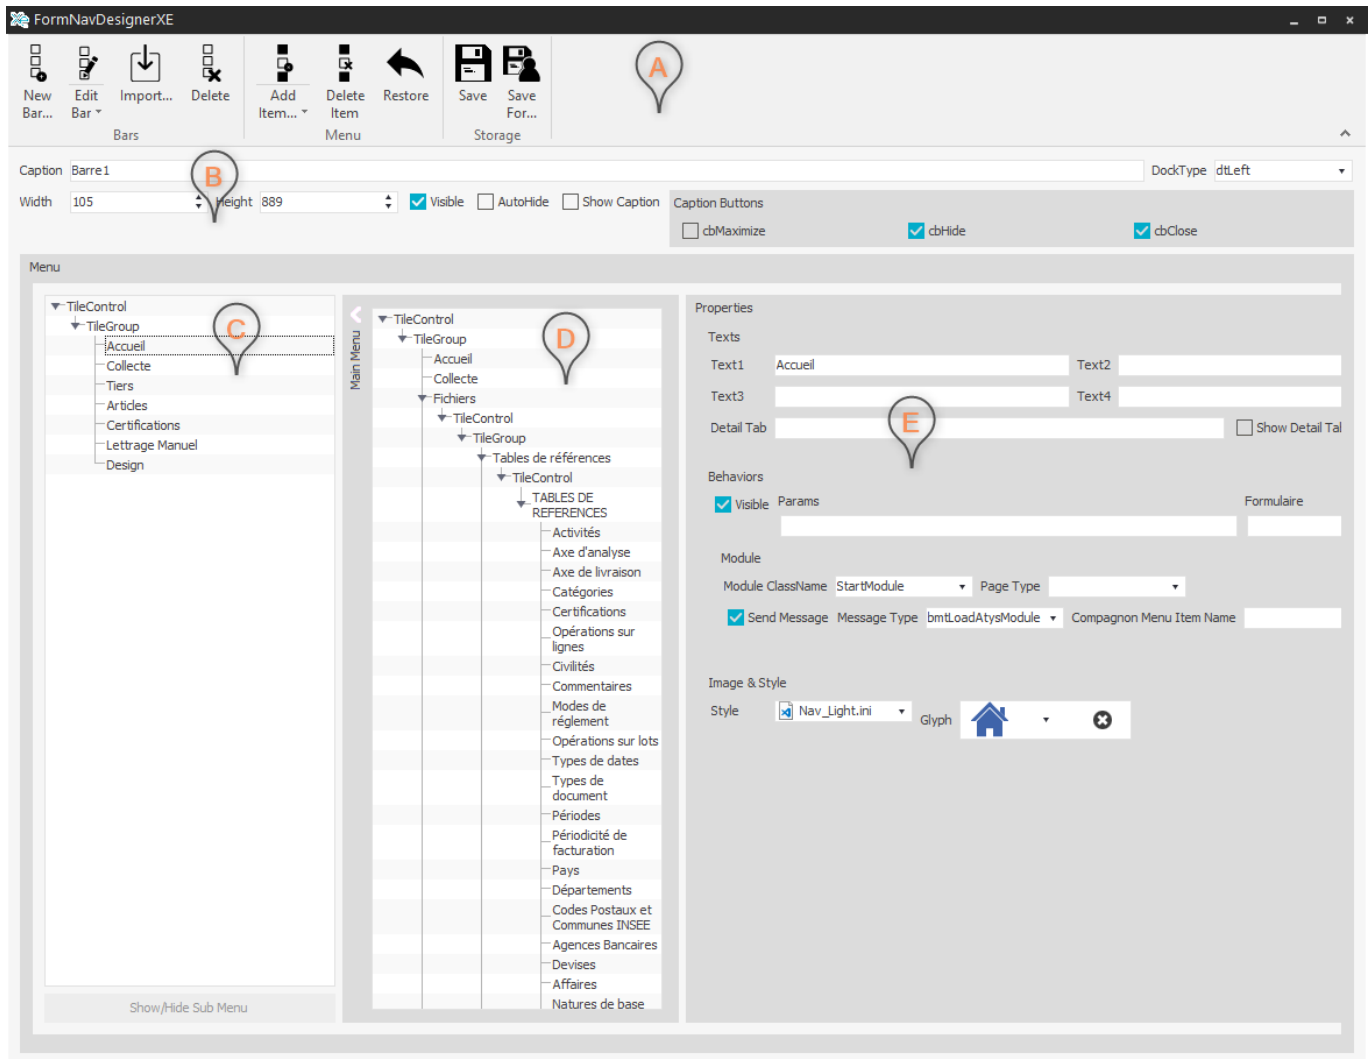 FormNavDesignerXE
New Bar...
Edit Bar
Import...
Delete
Add Item...
Delete Item
Restore
Save
Save For...
A
Bars
Menu
Storage
Caption Barre1
B
DockType dtLeft
Width 105 Height 889 Visible AutoHide Show Caption
Caption Buttons
cbMaximize cbHide cbClose
Menu
TileControl
TileGroup
C
Accueil
Collecte
Tiers
Articles
Certifications
Lettrage Manuel
Design
Show/Hide Sub Menu
Main Menu
TileControl
TileGroup
D
Accueil
Collecte
Fichiers
TileControl
TileGroup
Tables de références
TileControl
TABLES DE
REFERENCES
Activités
Axe d'analyse
Axe de livraison
Catégories
Certifications
Opérations sur
lignes
Civilités
Commentaires
Modes de
réglement
Opérations sur lots
Types de dates
Types de
document
Périodes
Périodicité de
facturation
Pays
Départements
Codes Postaux et
Communes INSEE
Agences Bancaires
Devises
Affaires
Natures de base
Properties
Texts
Text1 Accueil Text2
Text3 Text4
E
Detail Tab Show Detail Tal
Behaviors
Visible Params Formulaire
Module
Module ClassName StartModule Page Type
Send Message Message Type bmtLoadAtysModule Compagnon Menu Item Name
Image & Style
Style Nav_Light.ini Glyph